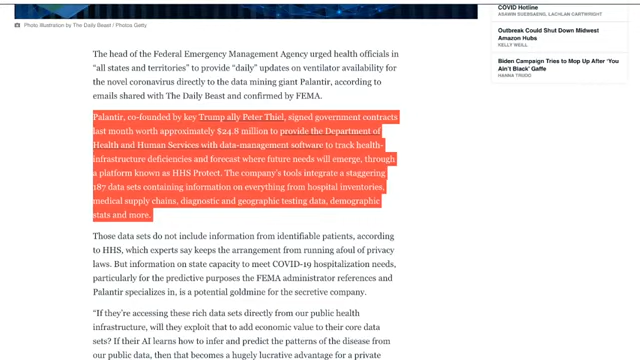 Photo illustration by The Daily Beast / Photos Getty
COVID Hotline
ASAWIN SUEBSAENG, LACHLAN CARTWRIGHT
Outbreak Could Shut Down Midwest
Amazon Hubs
KELLY WEILL
Biden Campaign Tries to Mop Up After 'You
Ain't Black' Gaffe
HANNA TRUDO
The head of the Federal Emergency Management Agency urged health officials in
"all states and territories" to provide "daily" updates on ventilator availability for
the novel coronavirus directly to the data mining giant Palantir, according to
emails shared with The Daily Beast and confirmed by FEMA.
Palantir, co-founded by key Trump ally Peter Thiel, signed government contracts
last month worth approximately $24.8 million to provide the Department of
Health and Human Services with data-management software to track health-
infrastructure deficiencies and forecast where future needs will emerge, through
a platform known as HHS Protect. The company's tools integrate a staggering
187 data sets containing information on everything from hospital inventories,
medical supply chains, diagnostic and geographic testing data, demographic
stats and more.
Those data sets do not include information from identifiable patients, according
to HHS, which experts say keeps the arrangement from running afoul of privacy
laws. But information on state capacity to meet COVID-19 hospitalization needs,
particularly for the predictive purposes the FEMA administrator references and
Palantir specializes in, is a potential goldmine for the secretive company.
"If they're accessing these rich data sets directly from our public health
infrastructure, will they exploit that to add economic value to their core data
sets? If their AI learns how to infer and predict the patterns of the disease from
our public data, then that becomes a hugely lucrative advantage for a private